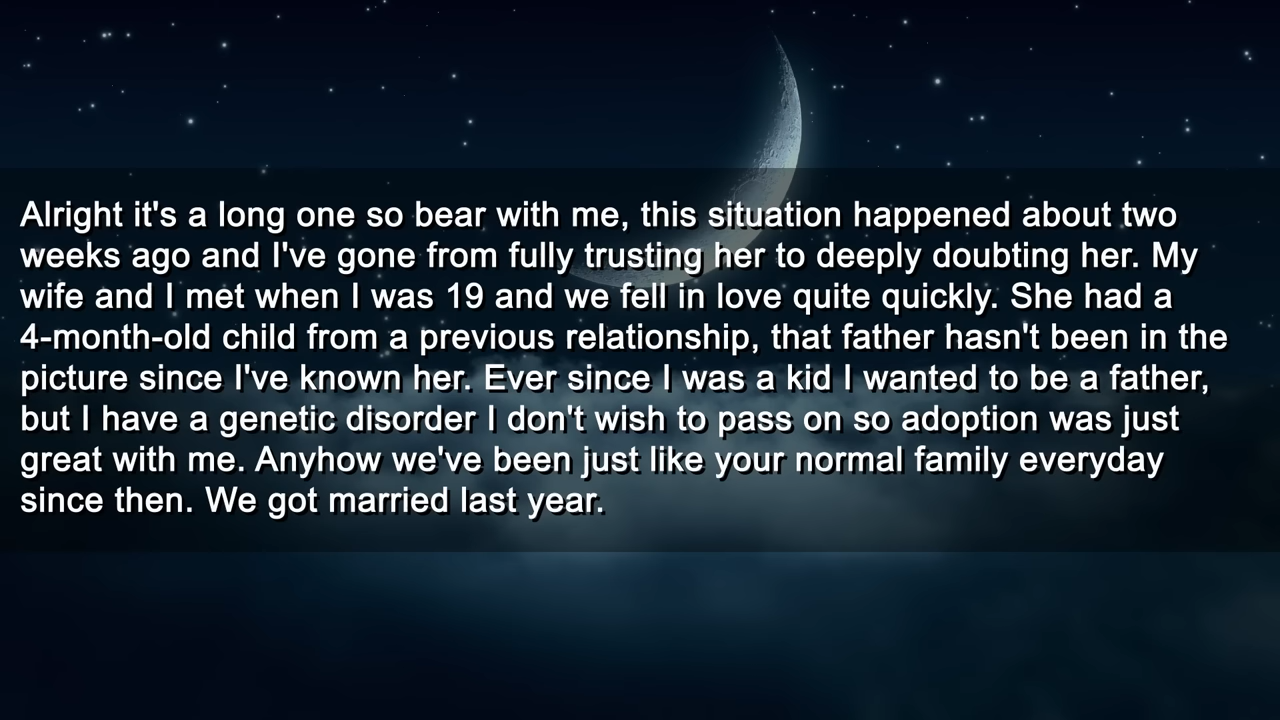 Alright it's a long one so bear with me, this situation happened about two
weeks ago and I've gone from fully trusting her to deeply doubting her. My
wife and I met when I was 19 and we fell in love quite quickly. She had a
4-month-old child from a previous relationship, that father hasn't been in the
picture since I've known her. Ever since I was a kid I wanted to be a father,
but I have a genetic disorder I don't wish to pass on so adoption was just
great with me. Anyhow we've been just like your normal family everyday
since then. We got married last year.